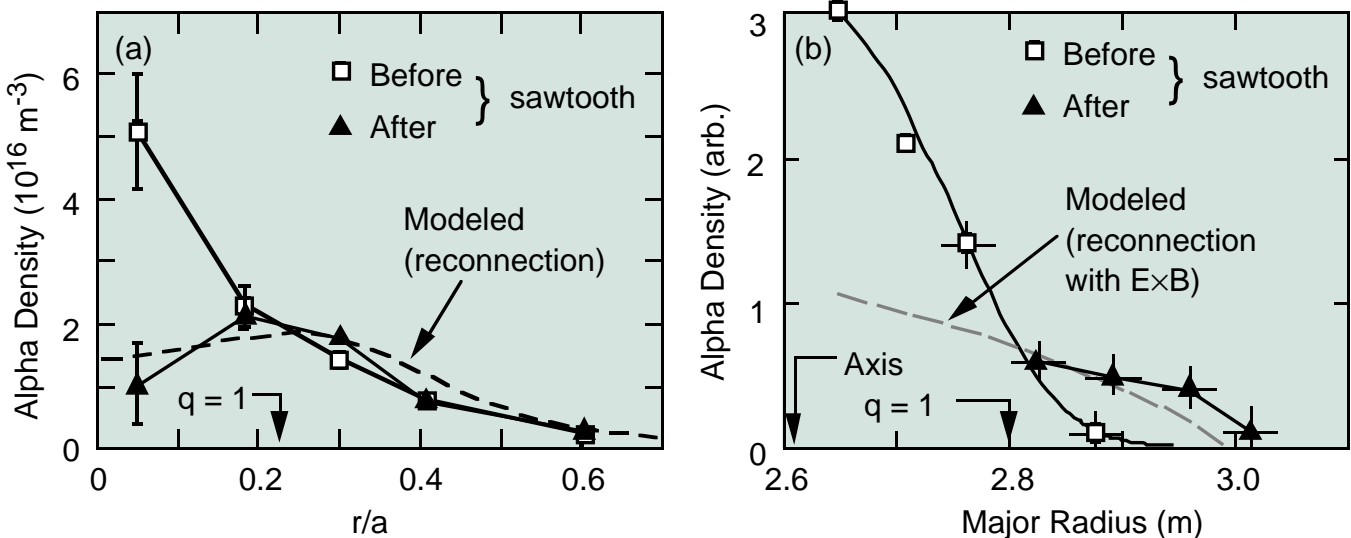 (a)
Before
After
} sawtooth
Modeled
(reconnection)
q = 1
6
4
2
0
0
0.2
0.4
0.6
r/a
Alpha Density (10¹⁶ m⁻³)
(b)
Before
After
} sawtooth
Modeled
(reconnection
with E×B)
Axis
q = 1
3
2
1
0
2.6
2.8
3.0
Major Radius (m)
Alpha Density (arb.)